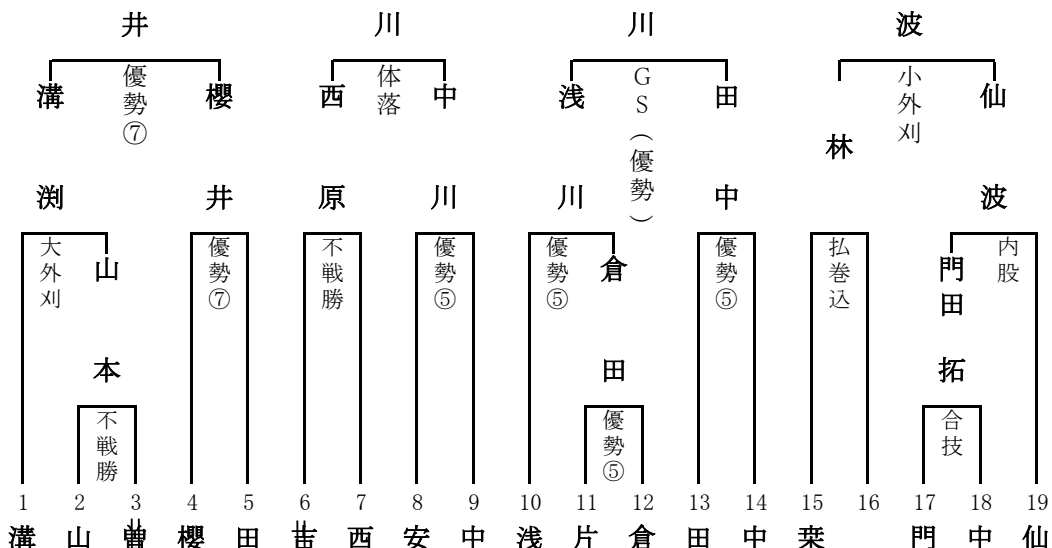 井 川 川 波
優勢⑦ 体落 GS（優勢） 小外刈
溝 櫻 西 中 浅 田 林 仙
渕 井 原 川 川 中 波
大外刈 優勢⑦ 不戦勝 優勢⑤ 優勢⑤ 優勢⑤ 払巻込 内股
山 倉 門田
本 田 拓
不戦勝 優勢⑤ 合技
1 2 3 4 5 6 7 8 9 10 11 12 13 14 15 16 17 18 19
溝 山 曽 櫻 田 吉 西 安 中 浅 片 倉 田 中 門 中 仙